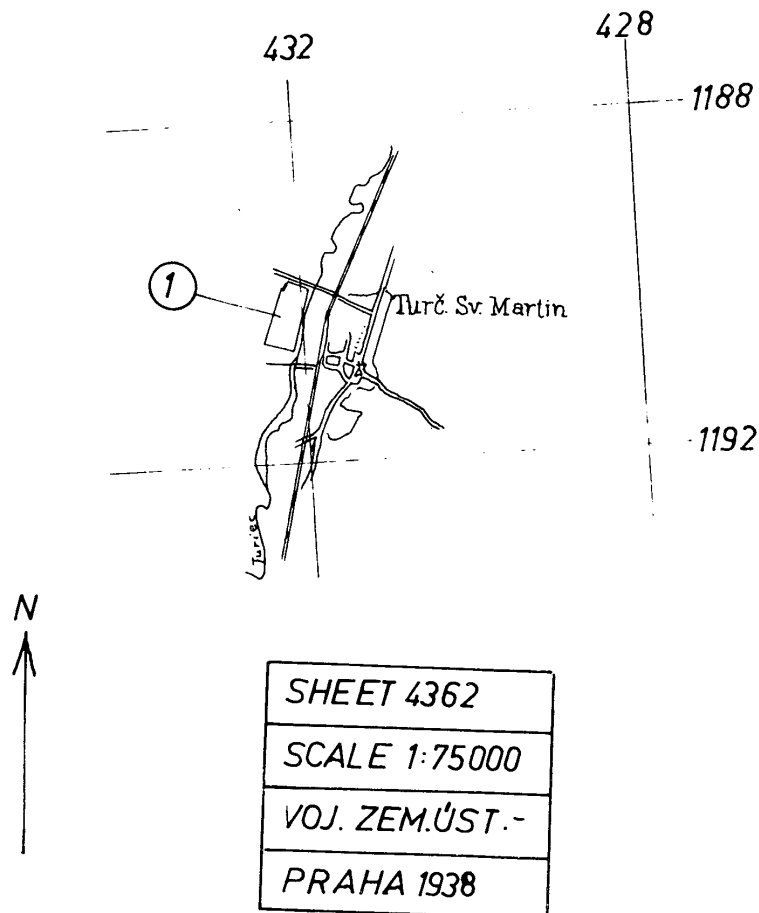 428
432
1188
1
Turč. Sv. Martin
1192
Turiec
N
SHEET 4362
SCALE 1:75000
VOJ. ZEM.ÚST.-
PRAHA 1938